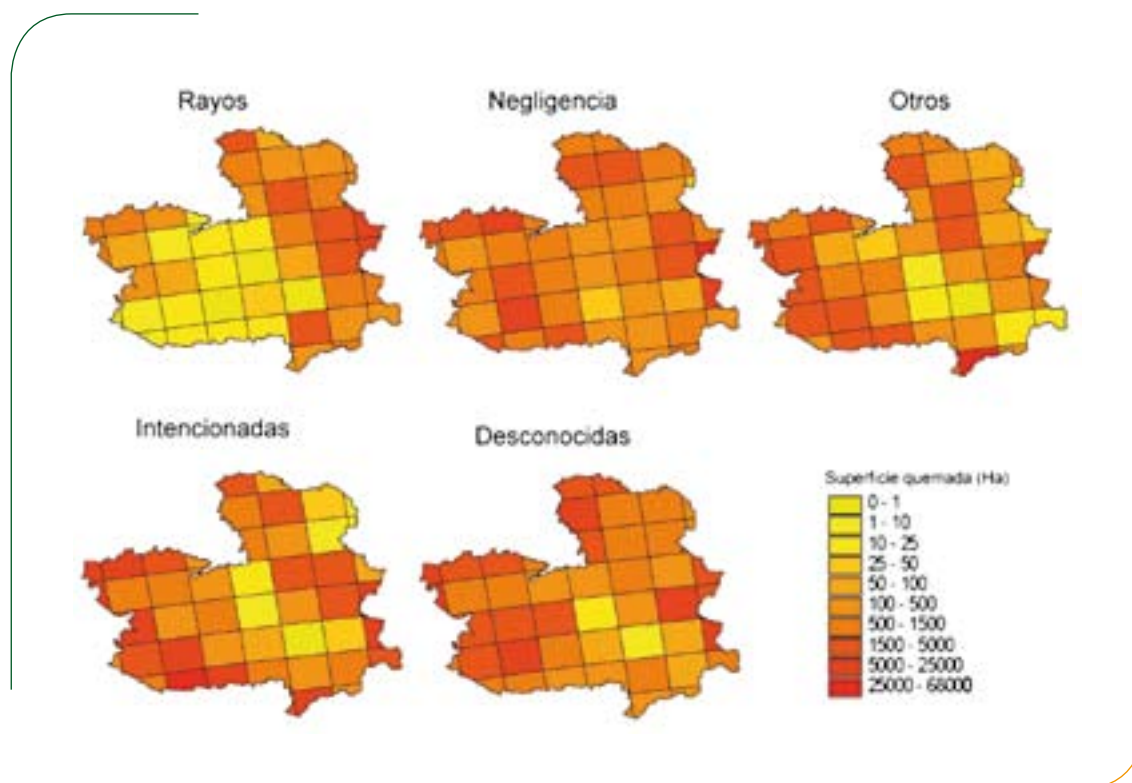 Rayos
Negligencia
Otros
Intencionadas
Desconocidas
Superficie quemada (Ha)
0 - 1
1 - 10
10 - 25
25 - 50
50 - 100
100 - 500
500 - 1500
1500 - 5000
5000 - 25000
25000 - 68000